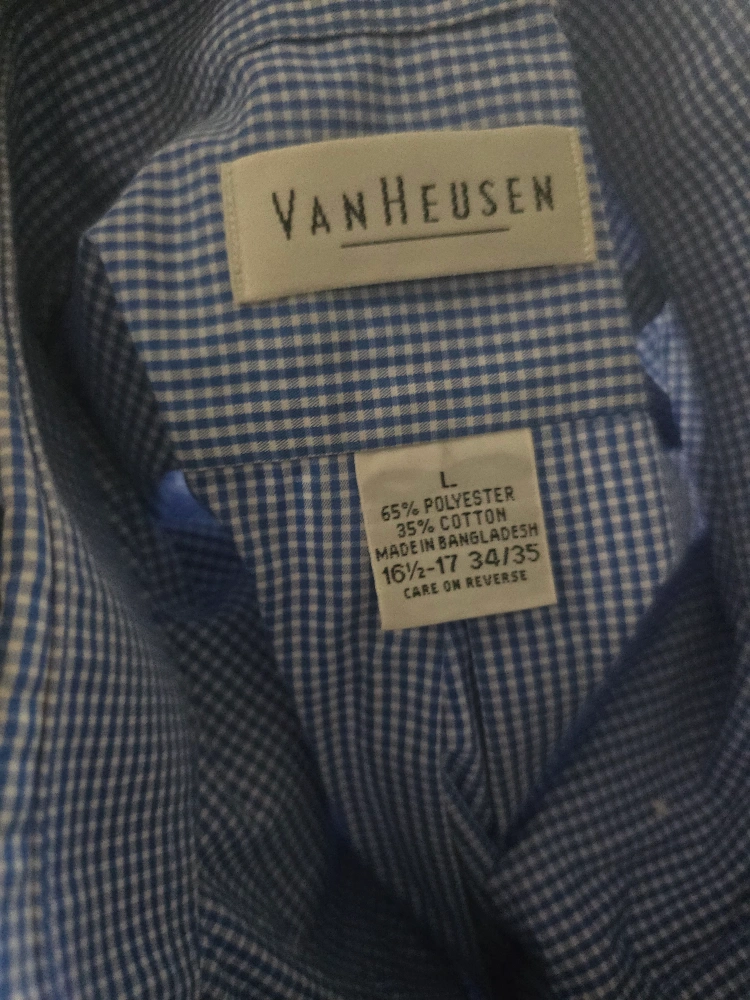 VANHEUSEN
L
65% POLYESTER
35% COTTON
MADE IN BANGLADESH
16½-17 34/35
CARE ON REVERSE